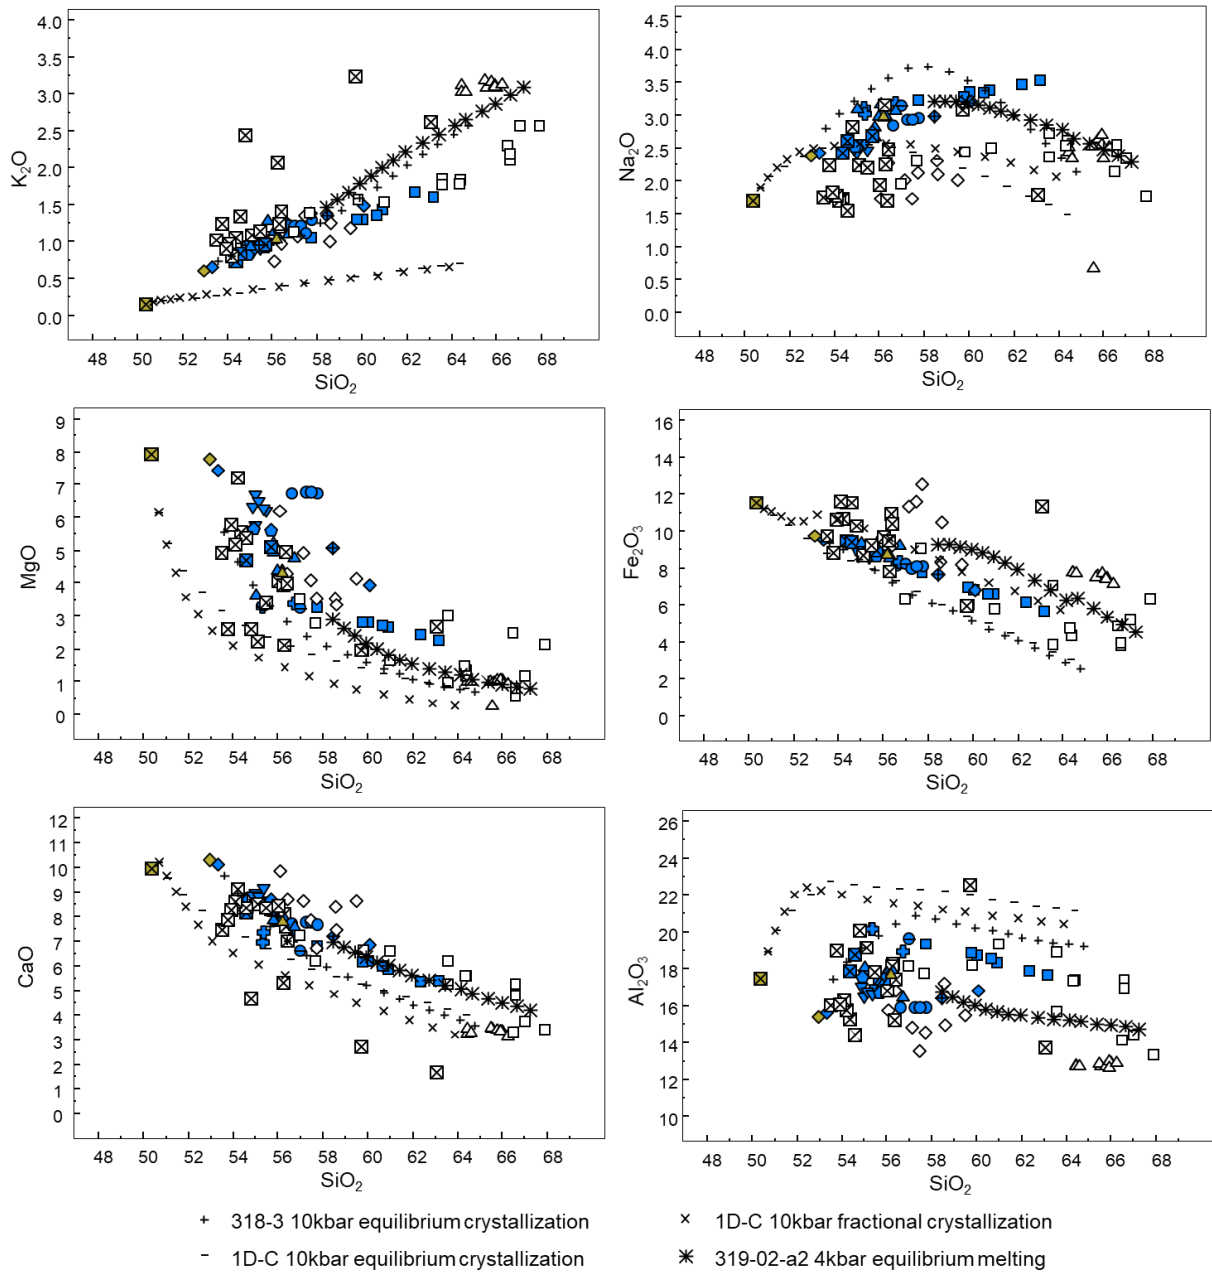 4.0
3.5
3.0
2.5
2.0
1.5
1.0
0.5
0.0
K₂O
48 50 52 54 56 58 60 62 64 66 68
SiO₂
4.5
4.0
3.5
3.0
2.5
2.0
1.5
1.0
0.5
0.0
Na₂O
48 50 52 54 56 58 60 62 64 66 68
SiO₂
9
8
7
6
5
4
3
2
1
0
MgO
48 50 52 54 56 58 60 62 64 66 68
SiO₂
16
14
12
10
8
6
4
2
0
Fe₂O₃
48 50 52 54 56 58 60 62 64 66 68
SiO₂
12
11
10
9
8
7
6
5
4
3
2
1
0
CaO
48 50 52 54 56 58 60 62 64 66 68
SiO₂
26
24
22
20
18
16
14
12
10
Al₂O₃
48 50 52 54 56 58 60 62 64 66 68
SiO₂
318-3 10kbar equilibrium crystallization
1D-C 10kbar fractional crystallization
1D-C 10kbar equilibrium crystallization
319-02-a2 4kbar equilibrium melting